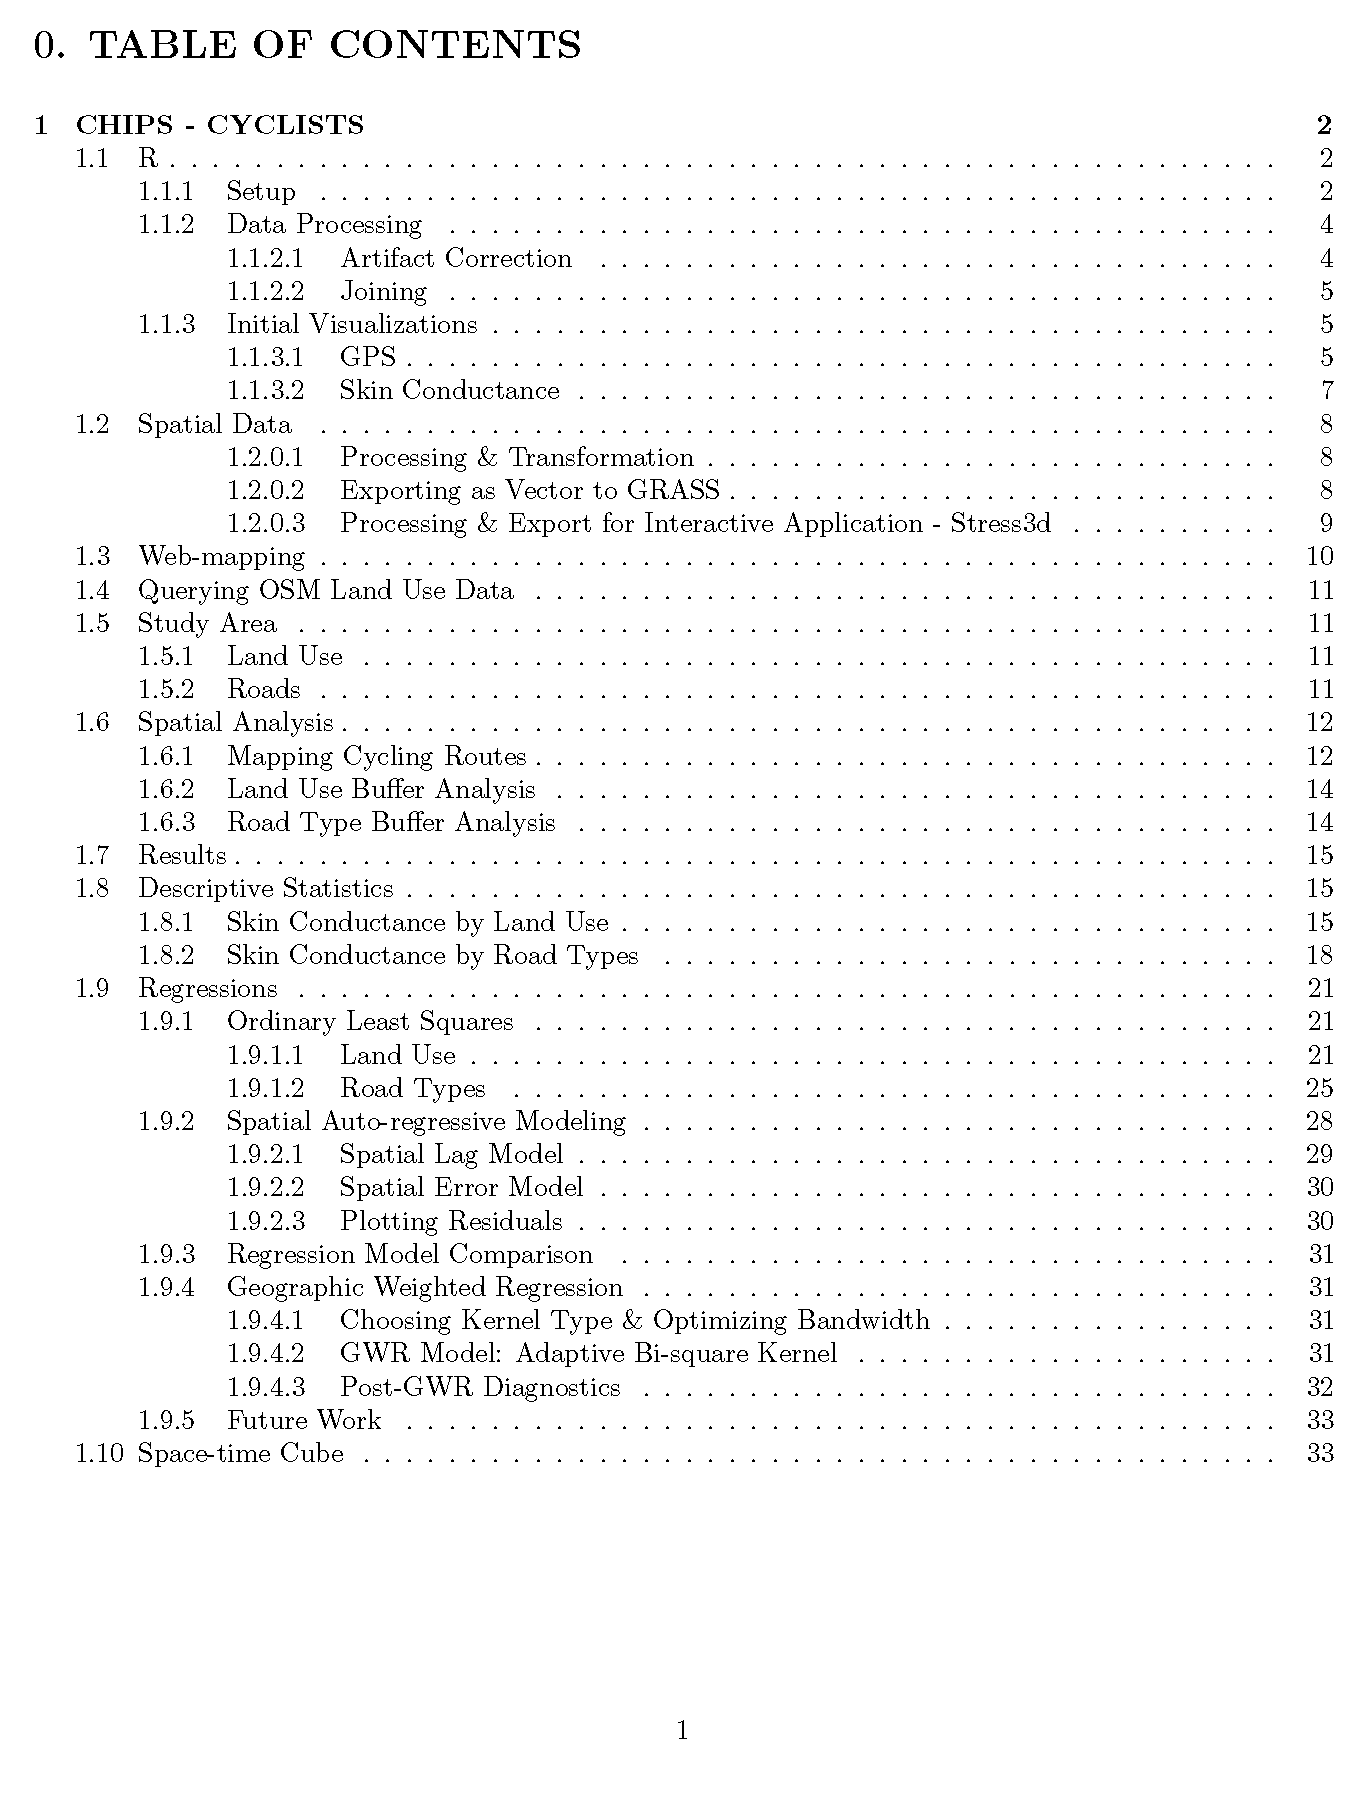 0. TABLE OF CONTENTS
1 CHIPS - CYCLISTS 2
1.1 R . . . . . . . . . . . . . . . . . . . . 2
1.1.1 Setup . . . . . . . . . . . . . . . . . . . . 2
1.1.2 Data Processing . . . . . . . . . . . . . . . . . . . . 4
1.1.2.1 Artifact Correction . . . . . . . . . . . . . . . . . . . . 4
1.1.2.2 Joining . . . . . . . . . . . . . . . . . . . . 5
1.1.3 Initial Visualizations . . . . . . . . . . . . . . . . . . . . 5
1.1.3.1 GPS . . . . . . . . . . . . . . . . . . . . 5
1.1.3.2 Skin Conductance . . . . . . . . . . . . . . . . . . . . 7
1.2 Spatial Data . . . . . . . . . . . . . . . . . . . . 8
1.2.0.1 Processing & Transformation . . . . . . . . . . . . . . . . . . . . 8
1.2.0.2 Exporting as Vector to GRASS . . . . . . . . . . . . . . . . . . . . 8
1.2.0.3 Processing & Export for Interactive Application - Stress3d . . . . . . . . . . 9
1.3 Web-mapping . . . . . . . . . . . . . . . . . . . . 10
1.4 Querying OSM Land Use Data . . . . . . . . . . . . . . . . . . . . 11
1.5 Study Area . . . . . . . . . . . . . . . . . . . . 11
1.5.1 Land Use . . . . . . . . . . . . . . . . . . . . 11
1.5.2 Roads . . . . . . . . . . . . . . . . . . . . 11
1.6 Spatial Analysis . . . . . . . . . . . . . . . . . . . . 12
1.6.1 Mapping Cycling Routes . . . . . . . . . . . . . . . . . . . . 12
1.6.2 Land Use Buffer Analysis . . . . . . . . . . . . . . . . . . . . 14
1.6.3 Road Type Buffer Analysis . . . . . . . . . . . . . . . . . . . . 14
1.7 Results . . . . . . . . . . . . . . . . . . . . 15
1.8 Descriptive Statistics . . . . . . . . . . . . . . . . . . . . 15
1.8.1 Skin Conductance by Land Use . . . . . . . . . . . . . . . . . . . . 15
1.8.2 Skin Conductance by Road Types . . . . . . . . . . . . . . . . . . . . 18
1.9 Regressions . . . . . . . . . . . . . . . . . . . . 21
1.9.1 Ordinary Least Squares . . . . . . . . . . . . . . . . . . . . 21
1.9.1.1 Land Use . . . . . . . . . . . . . . . . . . . . 21
1.9.1.2 Road Types . . . . . . . . . . . . . . . . . . . . 25
1.9.2 Spatial Auto-regressive Modeling . . . . . . . . . . . . . . . . . . . . 28
1.9.2.1 Spatial Lag Model . . . . . . . . . . . . . . . . . . . . 29
1.9.2.2 Spatial Error Model . . . . . . . . . . . . . . . . . . . . 30
1.9.2.3 Plotting Residuals . . . . . . . . . . . . . . . . . . . . 30
1.9.3 Regression Model Comparison . . . . . . . . . . . . . . . . . . . . 31
1.9.4 Geographic Weighted Regression . . . . . . . . . . . . . . . . . . . . 31
1.9.4.1 Choosing Kernel Type & Optimizing Bandwidth . . . . . . . . . . . . . . . . 31
1.9.4.2 GWR Model: Adaptive Bi-square Kernel . . . . . . . . . . . . . . . . . . . . 31
1.9.4.3 Post-GWR Diagnostics . . . . . . . . . . . . . . . . . . . . 32
1.9.5 Future Work . . . . . . . . . . . . . . . . . . . . 33
1.10 Space-time Cube . . . . . . . . . . . . . . . . . . . . 33
1